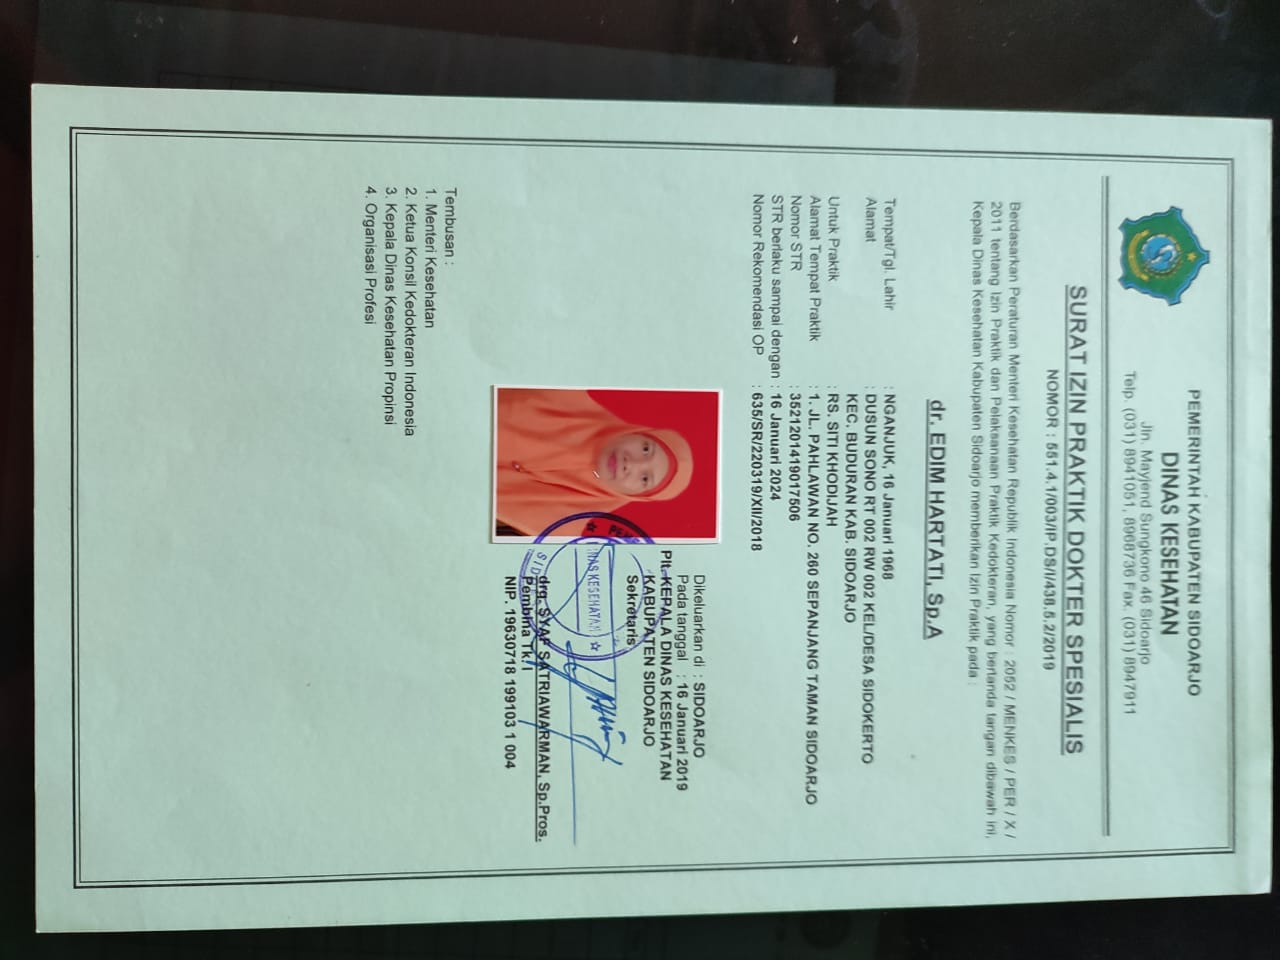 PEMERINTAH KABUPATEN SIDOARJO
DINAS KESEHATAN
Jln. Mayjend Sungkono 46 Sidoarjo
Telp. (031) 8941051, 8968736 Fax. (031) 8947911
SURAT IZIN PRAKTIK DOKTER SPESIALIS
NOMOR : 551.4.1/003/IP.DS/I/438.5.2/2019
Berdasarkan Peraturan Menteri Kesehatan Republik Indonesia Nomor : 2052 / MENKES / PER / X /
2011 tentang Izin Praktik dan Pelaksanaan Praktik Kedokteran, yang bertanda tangan dibawah ini,
Kepala Dinas Kesehatan Kabupaten Sidoarjo memberikan Izin Praktik pada :
dr. EDIM HARTATI, Sp.A
Tempat/Tgl. Lahir : NGANJUK, 16 Januari 1968
Alamat : DUSUN SONO RT 002 RW 002 KEL/DESA SIDOKERTO
KEC. BUDURAN KAB. SIDOARJO
Untuk Praktik : RS. SITI KHODIJAH
Alamat Tempat Praktik : 1. JL. PAHLAWAN NO. 260 SEPANJANG TAMAN SIDOARJO
Nomor STR : 3521201419017506
STR berlaku sampai dengan : 16 Januari 2024
Nomor Rekomendasi OP : 635/SR/220319/XII/2018
Dikeluarkan di : SIDOARJO
Pada tanggal : 16 Januari 2019
Plt. KEPALA DINAS KESEHATAN
KABUPATEN SIDOARJO
Sekretaris
DINAS KESEHATAN
drg. SYAF SATRIAWARMAN, Sp.Pros.
Pembina Tk. I
NIP. 19630718 199103 1 004
Tembusan :
1. Menteri Kesehatan
2. Ketua Konsil Kedokteran Indonesia
3. Kepala Dinas Kesehatan Propinsi
4. Organisasi Profesi